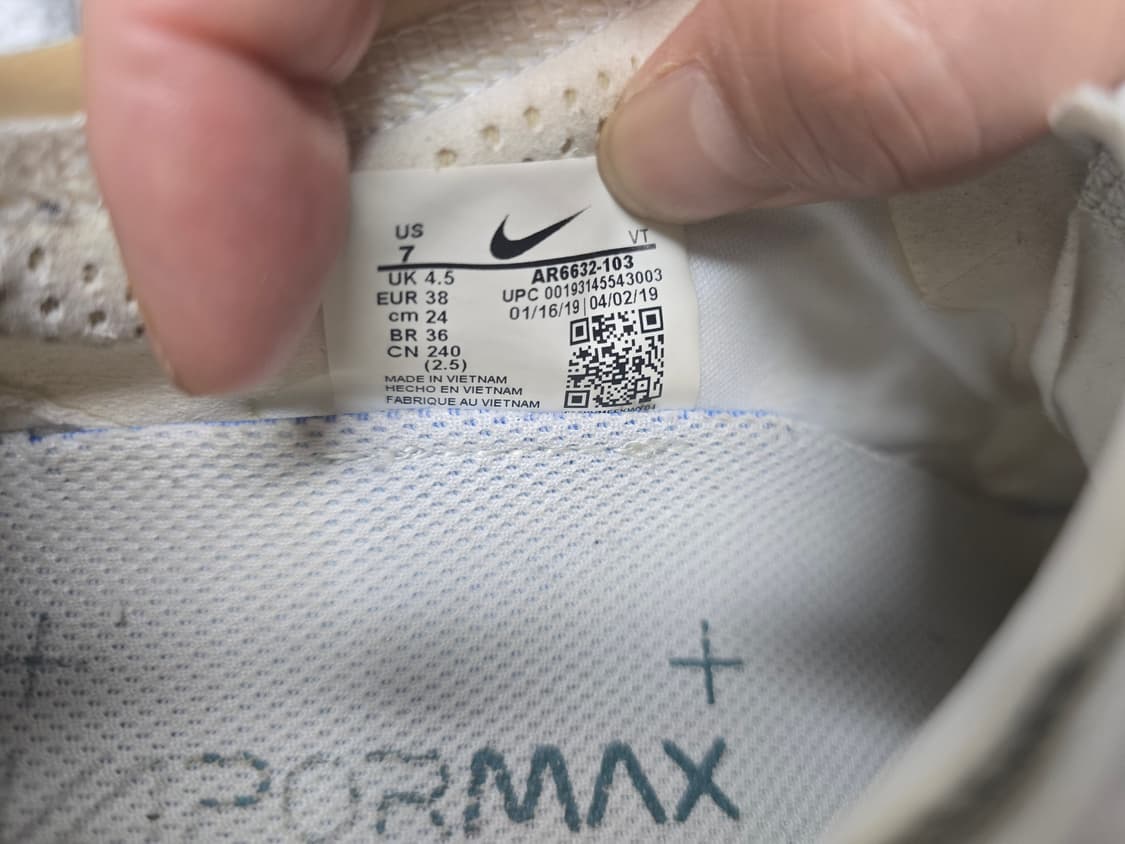 US
7
VT
UK 4.5
EUR 38
cm 24
BR 36
CN 240
(2.5)
AR6632-103
UPC 00193145543003
01/16/19 | 04/02/19
MADE IN VIETNAM
HECHO EN VIETNAM
FABRIQUE AU VIETNAM
PORMAX